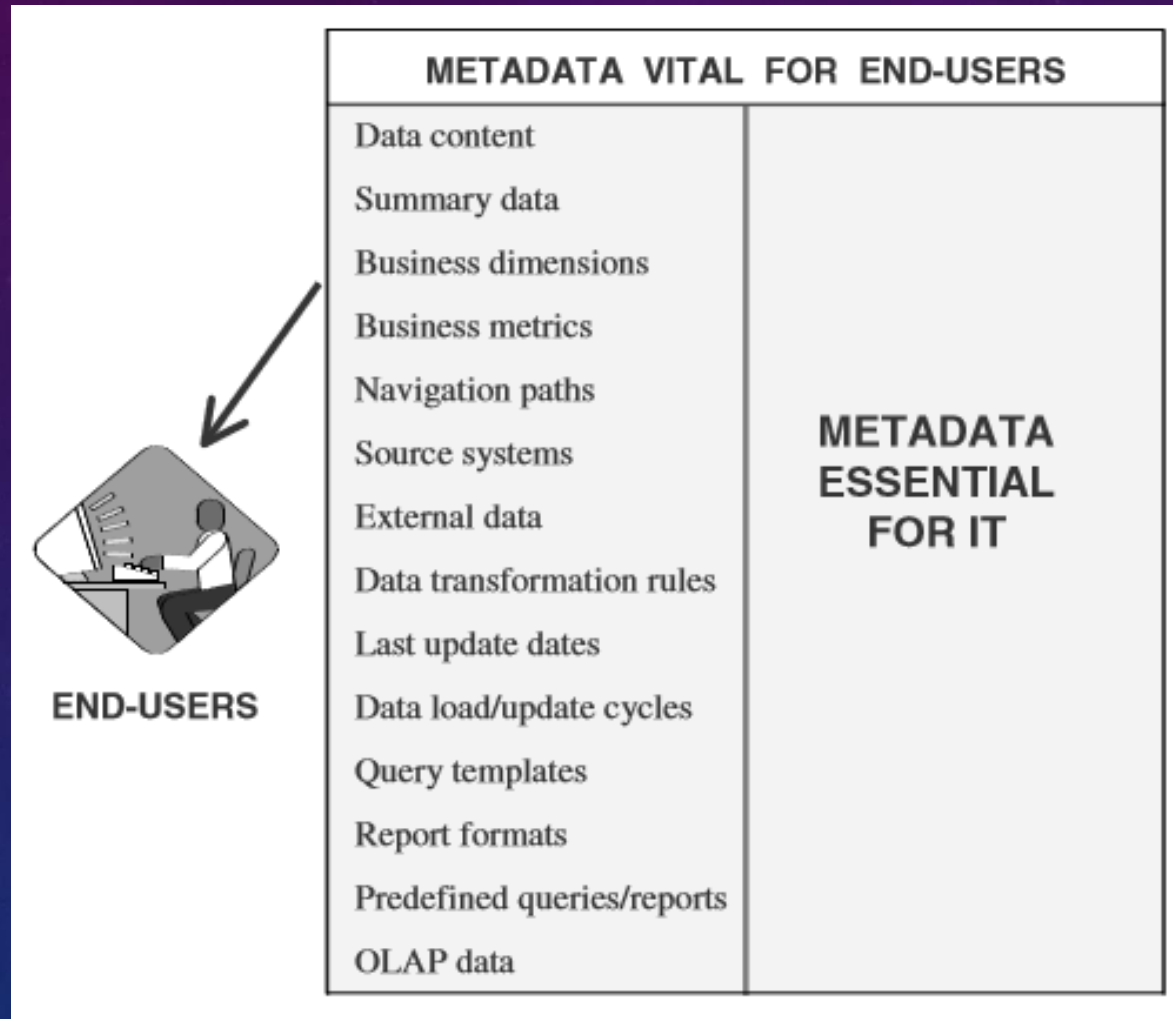 METADATA VITAL FOR END-USERS
Data content
Summary data
Business dimensions
Business metrics
Navigation paths
Source systems
External data
Data transformation rules
Last update dates
Data load/update cycles
Query templates
Report formats
Predefined queries/reports
OLAP data
METADATA
ESSENTIAL
FOR IT
END-USERS